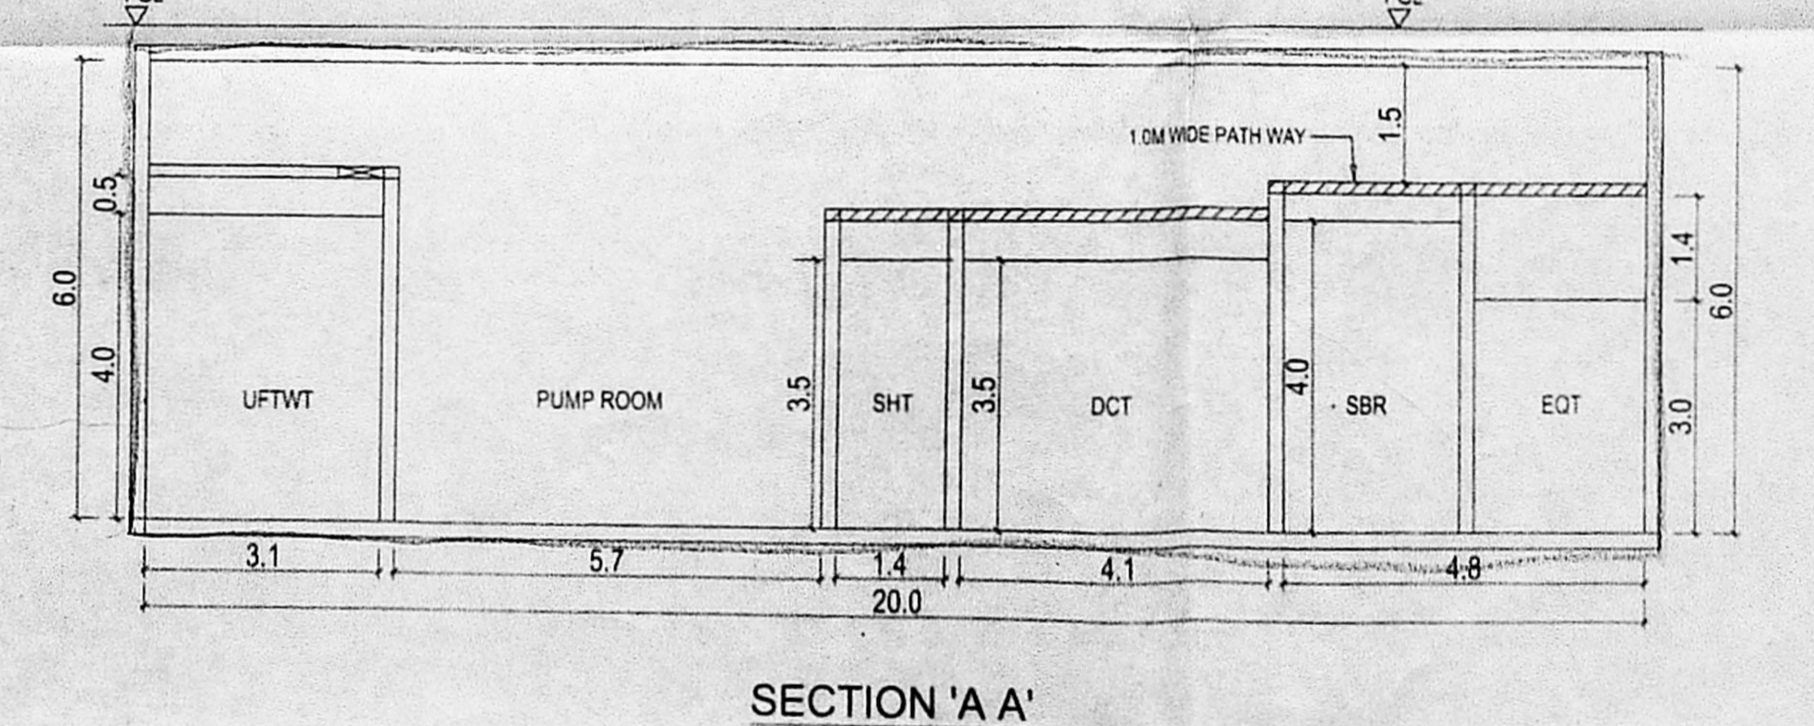 1.0M WIDE PATH WAY
1.5
0.5
6.0
4.0
1.4
6.0
3.0
3.5
3.5
4.0
UFTWT
PUMP ROOM
SHT
DCT
SBR
EQT
3.1
5.7
1.4
4.1
4.8
20.0
SECTION 'A A'